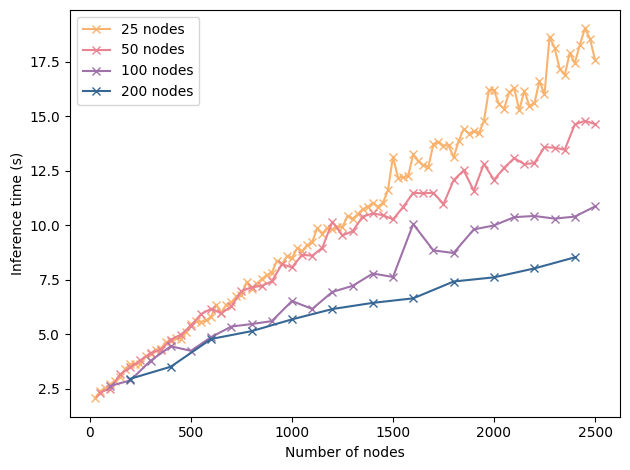 25 nodes
50 nodes
100 nodes
200 nodes
17.5
15.0
12.5
10.0
7.5
5.0
2.5
Inference time (s)
0 500 1000 1500 2000 2500
Number of nodes